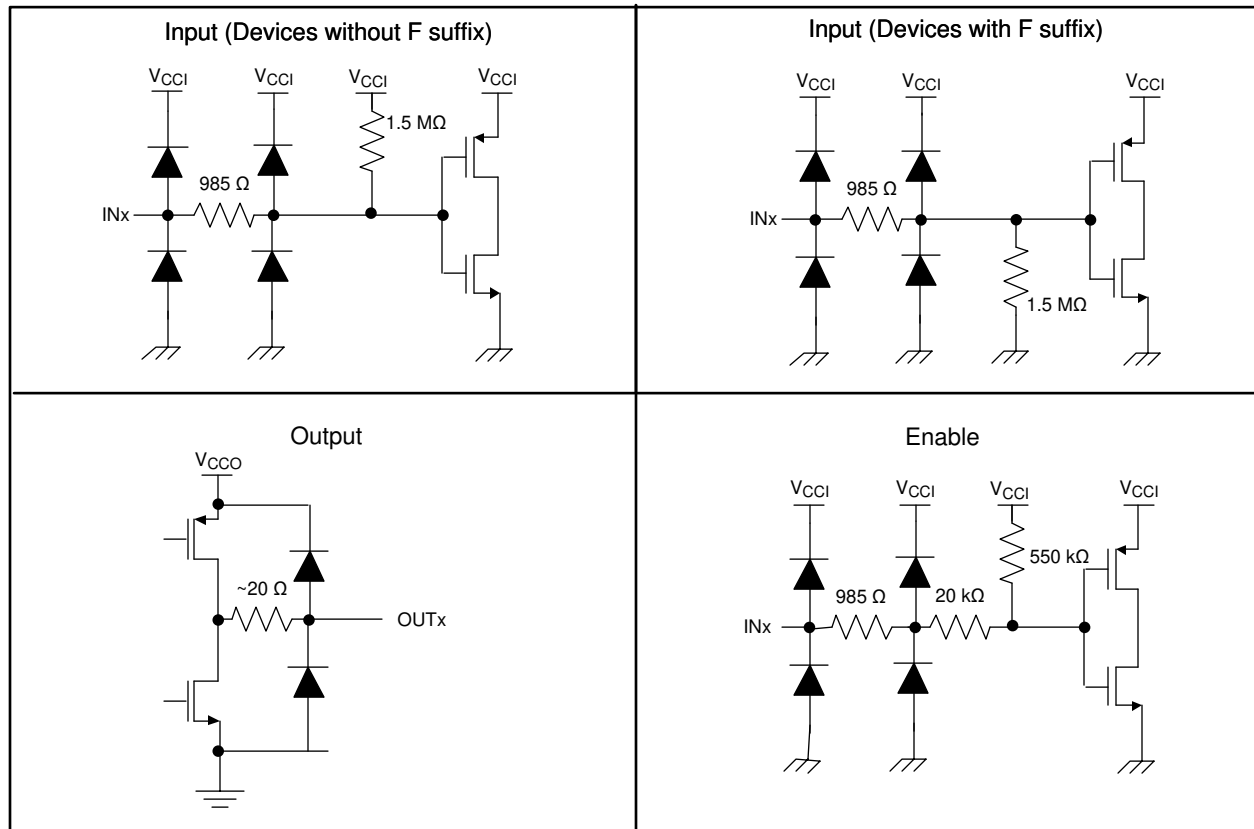 Input (Devices without F suffix)
VCCI VCCI VCCI VCCI
1.5 MΩ
985 Ω
INx
Input (Devices with F suffix)
VCCI VCCI VCCI
985 Ω
INx
1.5 MΩ
Output
VCCO
~20 Ω
OUTx
Enable
VCCI VCCI VCCI VCCI
550 kΩ
985 Ω 20 kΩ
INx